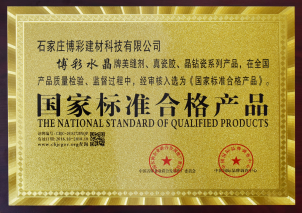 石家庄博彩建材科技有限公司
博彩水晶牌美缝剂、真瓷胶、晶钻瓷系列产品，在全国
产品质量检验、监督过程中，经审核入选为《国家标准合格产品》。
国家标准合格产品
THE NATIONAL STANDARD OF QUALIFIED PRODUCTS